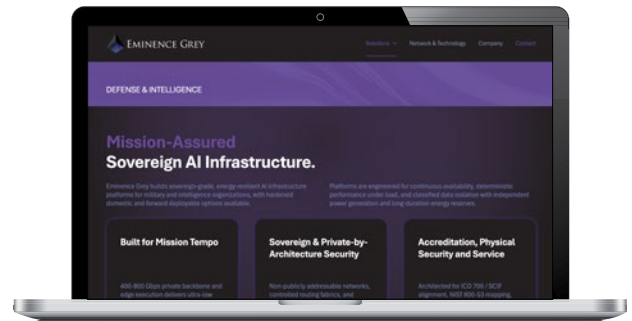 EMINENCE GREY
Solutions Network & Technology Company Contact
DEFENSE & INTELLIGENCE
Mission-Assured
Sovereign AI Infrastructure.
Eminence Grey builds sovereign-grade, energy-resilient AI infrastructure
platforms for military and intelligence organizations, with hardened
domestic and forward deployable options available.
Platforms are engineered for continuous availability, deterministic
performance under load, and classified data isolation with independent
power generation and long-duration energy reserves.
Built for Mission Tempo
400-800 Gbps private backbone and
edge execution delivers ultra-low
Sovereign & Private-by-
Architecture Security
Non-publicly addressable networks,
controlled routing fabrics, and
Accreditation, Physical
Security and Service
Architected for ICD 705 / SCIF
alignment, NIST 800-53 mapping,